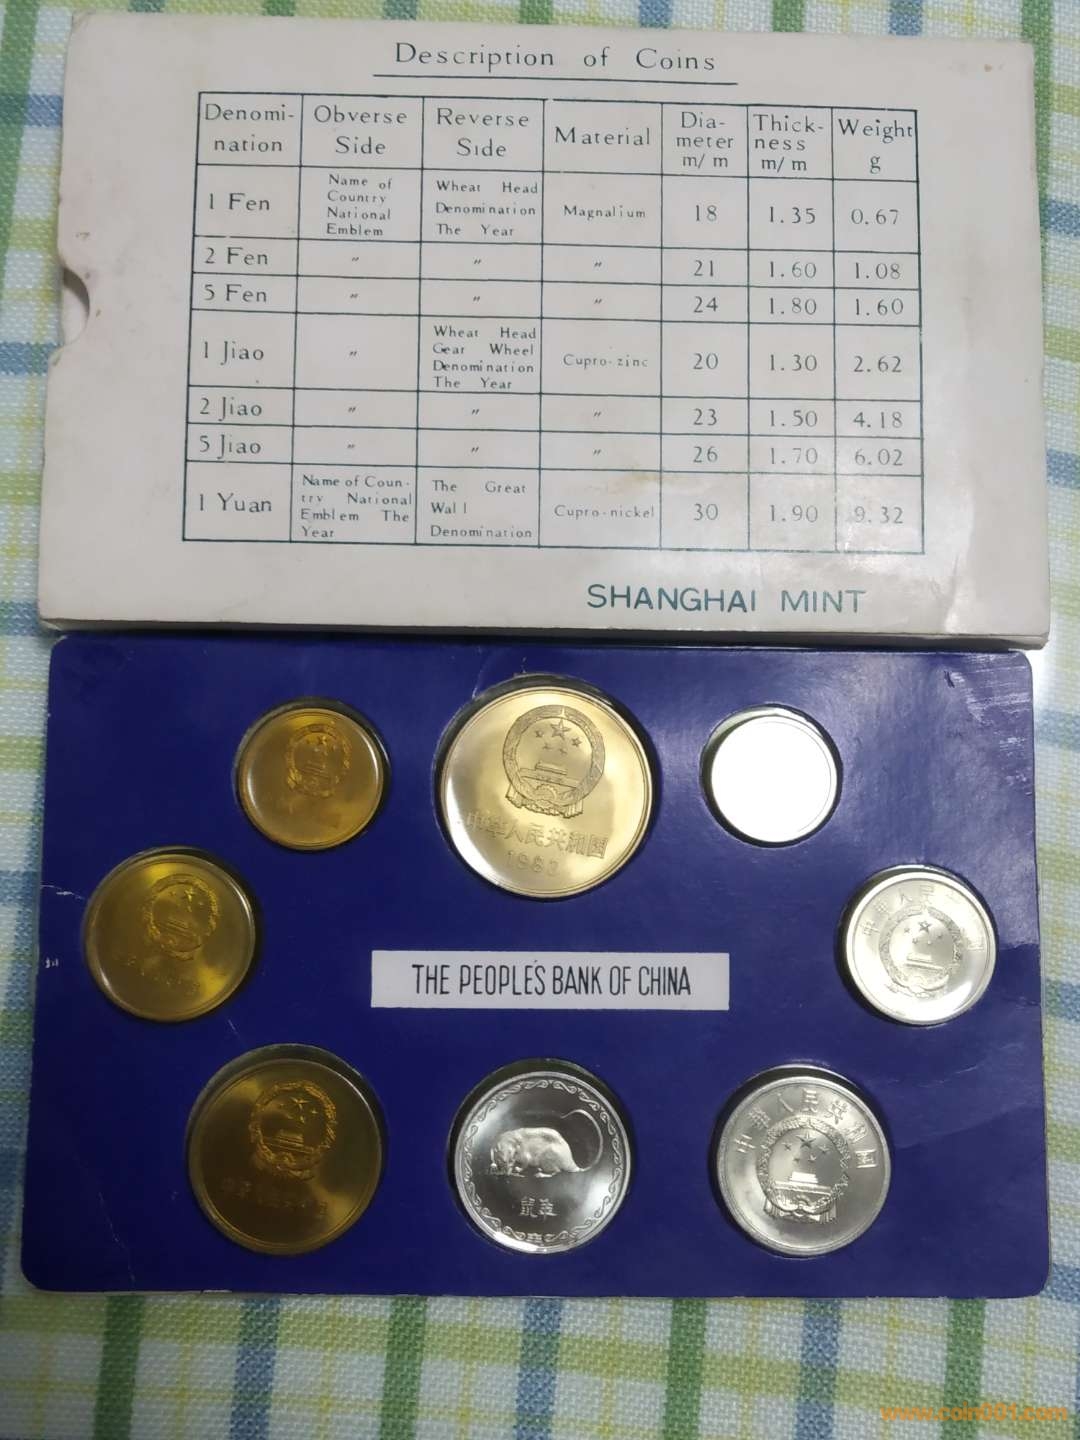 Description of Coins
Denomi-nation | Obverse Side | Reverse Side | Material | Dia-meter m/m | Thick-ness m/m | Weight g
1 Fen | Name of Country National Emblem | Wheat Head Denomination The Year | Magnalium | 18 | 1.35 | 0.67
2 Fen | 〃 | 〃 | 〃 | 21 | 1.60 | 1.08
5 Fen | 〃 | 〃 | 〃 | 24 | 1.80 | 1.60
1 Jiao | 〃 | Wheat Head Gear Wheel Denomination The Year | Cupro-zinc | 20 | 1.30 | 2.62
2 Jiao | 〃 | 〃 | 〃 | 23 | 1.50 | 4.18
5 Jiao | 〃 | 〃 | 〃 | 26 | 1.70 | 6.02
1 Yuan | Name of Coun-try National Emblem The Year | The Great Wall Denomination | Cupro-nickel | 30 | 1.90 | 9.32
SHANGHAI MINT
中华人民共和国
1983
中华人民
国
THE PEOPLE'S BANK OF CHINA
中华人民共和国
鼠年
www.coin001.com